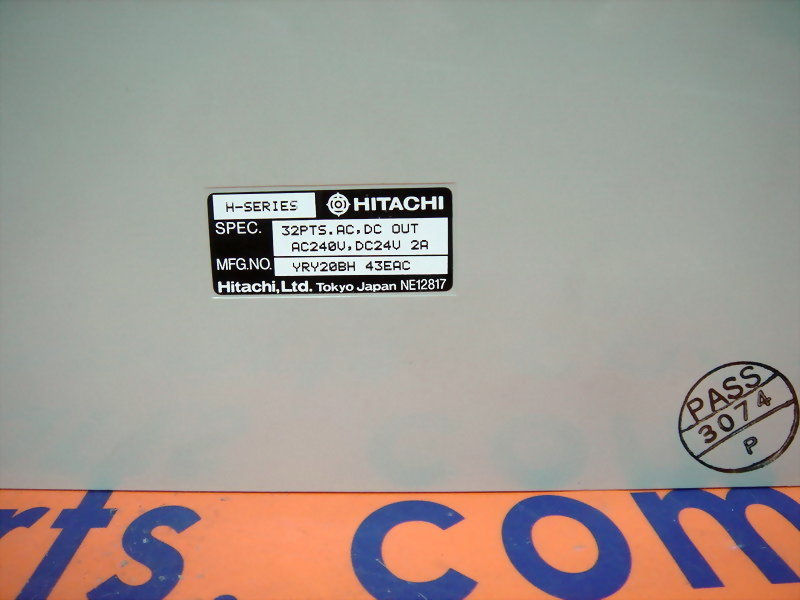 H-SERIES HITACHI
SPEC. 32PTS.AC,DC OUT
AC240V,DC24V 2A
MFG.NO. YRY20BH 43EAC
Hitachi,Ltd. Tokyo Japan NE12817
PASS
3074
P
rts. com